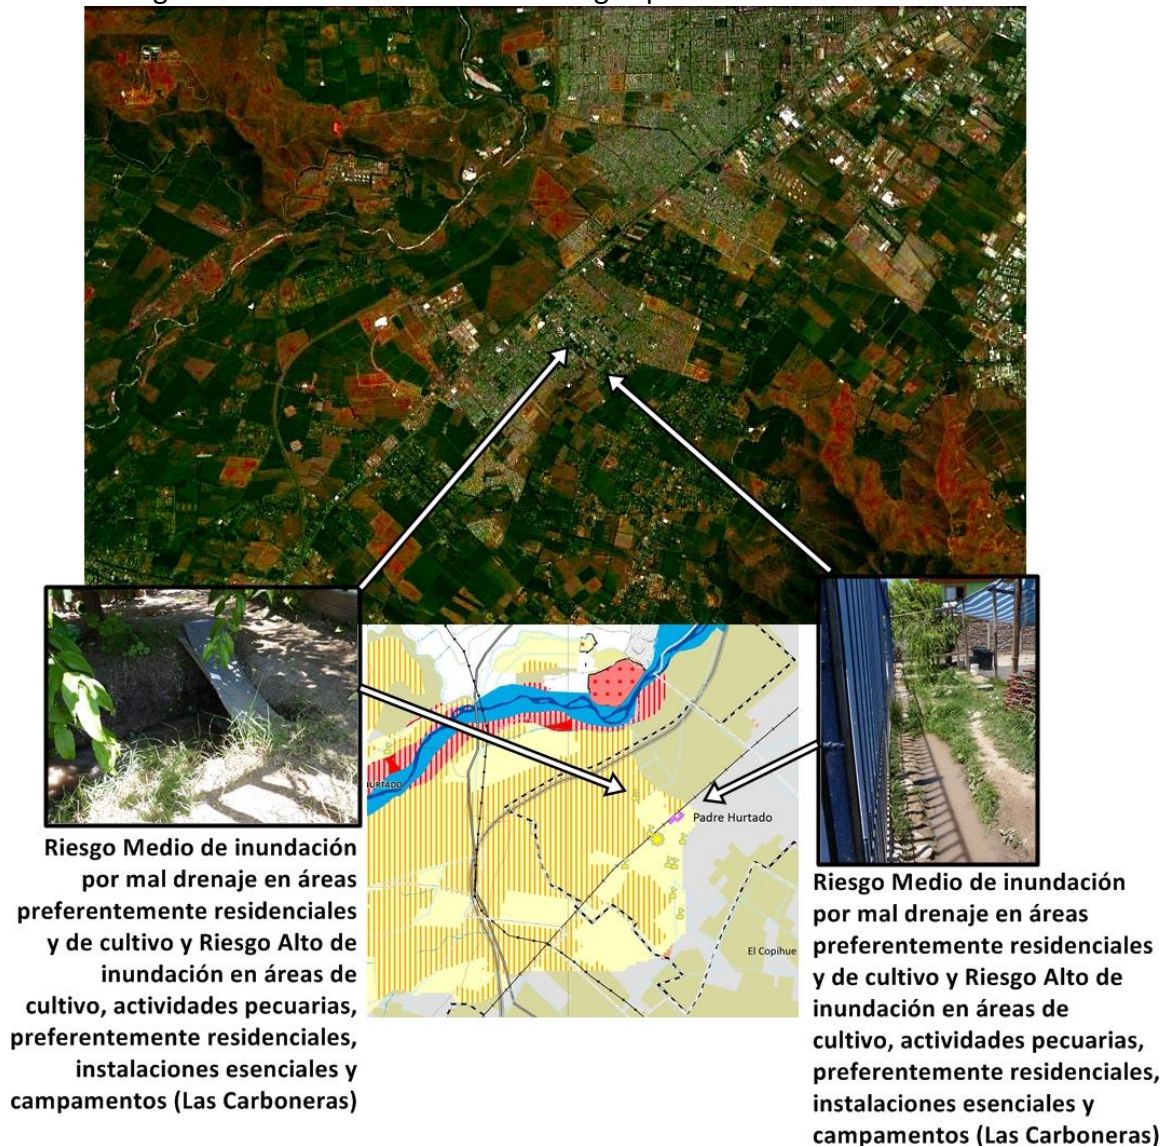 HURTADO
Padre Hurtado
El Copihue
Riesgo Medio de inundación
por mal drenaje en áreas
preferentemente residenciales
y de cultivo y Riesgo Alto de
inundación en áreas de
cultivo, actividades pecuarias,
preferentemente residenciales,
instalaciones esenciales y
campamentos (Las Carboneras)
Riesgo Medio de inundación
por mal drenaje en áreas
preferentemente residenciales
y de cultivo y Riesgo Alto de
inundación en áreas de
cultivo, actividades pecuarias,
preferentemente residenciales,
instalaciones esenciales y
campamentos (Las Carboneras)